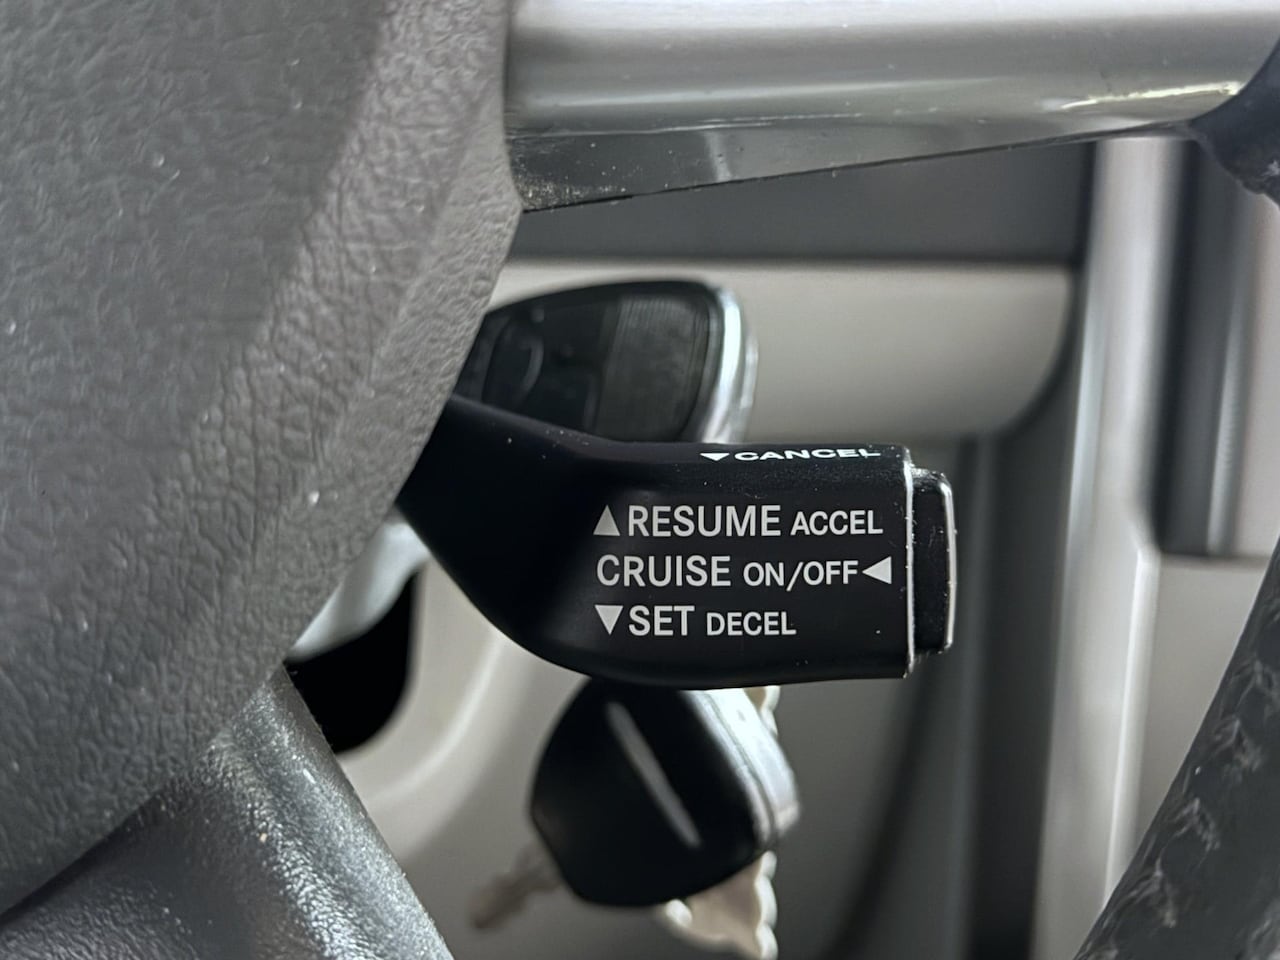 ▼CANCEL
▲RESUME ACCEL
CRUISE ON/OFF◀
▼SET DECEL